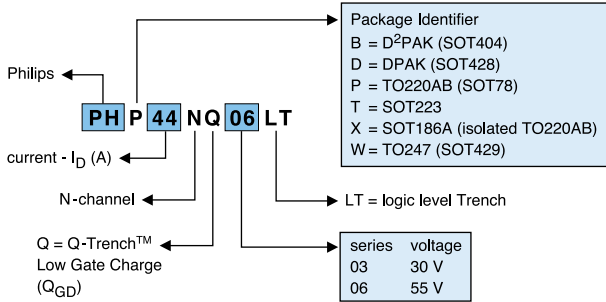 Package Identifier
B = D²PAK (SOT404)
D = DPAK (SOT428)
P = TO220AB (SOT78)
T = SOT223
X = SOT186A (isolated TO220AB)
W = TO247 (SOT429)
Philips
PH P 44 N Q 06 LT
current - I_D (A)
N-channel
LT = logic level Trench
Q = Q-Trench™
Low Gate Charge
(Q_GD)
series voltage
03 30 V
06 55 V